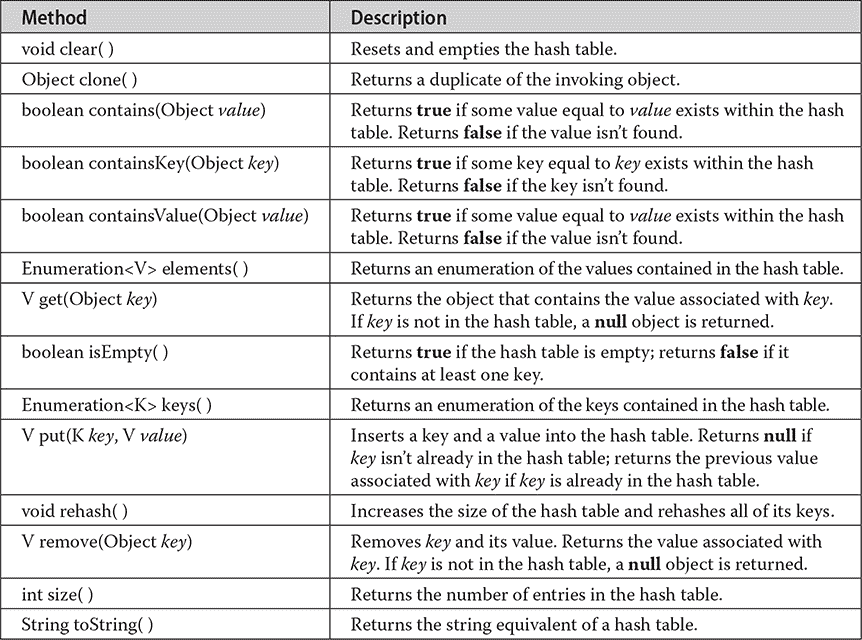 Method Description
void clear( ) Resets and empties the hash table.
Object clone( ) Returns a duplicate of the invoking object.
boolean contains(Object value) Returns true if some value equal to value exists within the hash
table. Returns false if the value isn’t found.
boolean containsKey(Object key) Returns true if some key equal to key exists within the hash
table. Returns false if the key isn’t found.
boolean containsValue(Object value) Returns true if some value equal to value exists within the hash
table. Returns false if the value isn’t found.
Enumeration<V> elements( ) Returns an enumeration of the values contained in the hash table.
V get(Object key) Returns the object that contains the value associated with key.
If key is not in the hash table, a null object is returned.
boolean isEmpty( ) Returns true if the hash table is empty; returns false if it
contains at least one key.
Enumeration<K> keys( ) Returns an enumeration of the keys contained in the hash table.
V put(K key, V value) Inserts a key and a value into the hash table. Returns null if
key isn’t already in the hash table; returns the previous value
associated with key if key is already in the hash table.
void rehash( ) Increases the size of the hash table and rehashes all of its keys.
V remove(Object key) Removes key and its value. Returns the value associated with
key. If key is not in the hash table, a null object is returned.
int size( ) Returns the number of entries in the hash table.
String toString( ) Returns the string equivalent of a hash table.